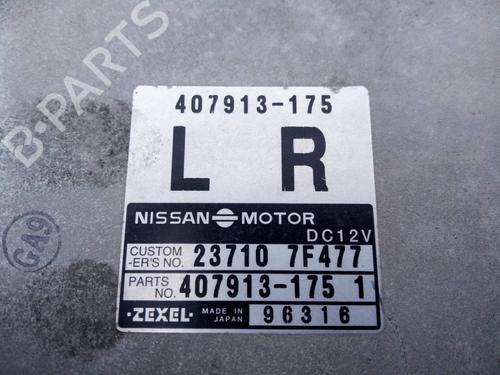 B-PARTS
407913-175
L R
NISSAN MOTOR
DC12V
CUSTOM
-ER'S NO. 23710 7F477
PARTS
NO. 407913-175 1
·ZEXEL· MADE IN
JAPAN 96316
GA9